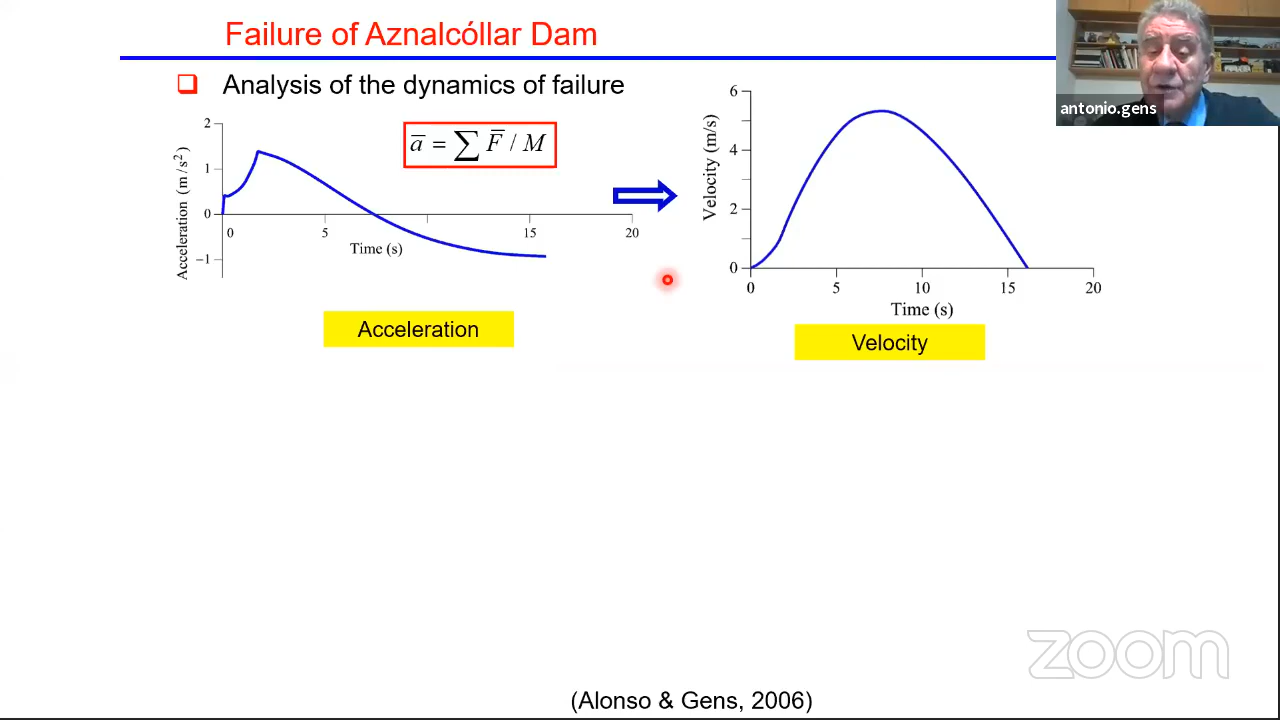 Failure of Aznalcóllar Dam
❑ Analysis of the dynamics of failure
a = ∑ F / M
Acceleration (m/s²)
2
1
0
−1
0
5
15
20
Time (s)
Acceleration
Velocity (m/s)
6
4
2
0
0
5
10
15
20
Time (s)
Velocity
antonio.gens
zoom
(Alonso & Gens, 2006)